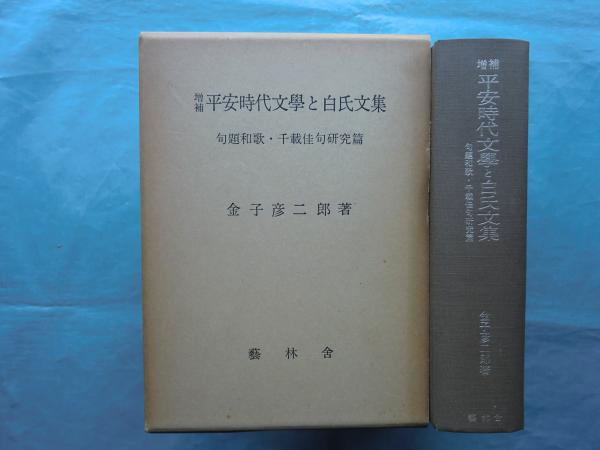 増補 平安時代文學と白氏文集
句題和歌・千載佳句研究篇
金子彦二郎著
藝林舍
増補 平安時代文學と白氏文集
句題和歌・千載佳句研究篇
金子彦二郎著
藝林舍